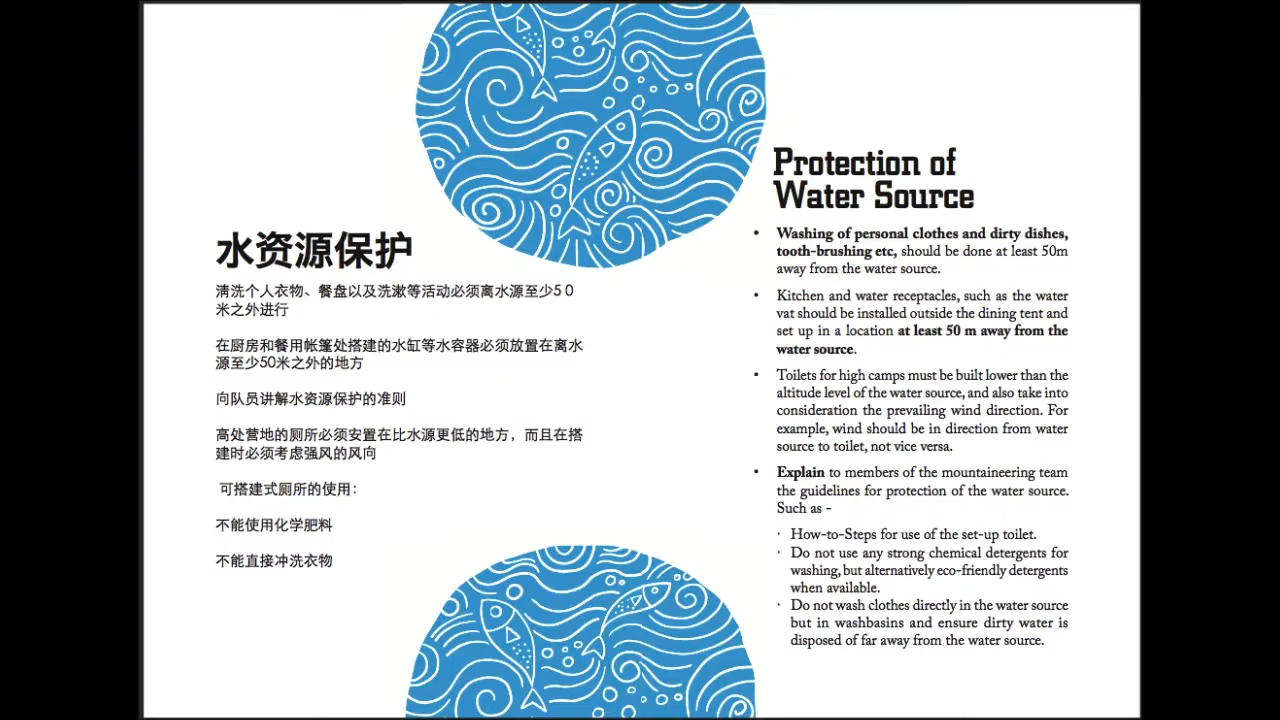 水资源保护
清洗个人衣物、餐盘以及洗漱等活动必须离水源至少5 0
米之外进行
在厨房和餐用帐篷处搭建的水缸等水容器必须放置在离水
源至少50米之外的地方
向队员讲解水资源保护的准则
高处营地的厕所必须安置在比水源更低的地方，而且在搭
建时必须考虑强风的风向
可搭建式厕所的使用：
不能使用化学肥料
不能直接冲洗衣物
Protection of
Water Source
• Washing of personal clothes and dirty dishes,
tooth-brushing etc, should be done at least 50m
away from the water source.
• Kitchen and water receptacles, such as the water
vat should be installed outside the dining tent and
set up in a location at least 50 m away from the
water source.
• Toilets for high camps must be built lower than the
altitude level of the water source, and also take into
consideration the prevailing wind direction. For
example, wind should be in direction from water
source to toilet, not vice versa.
• Explain to members of the mountaineering team
the guidelines for protection of the water source.
Such as -
· How-to-Steps for use of the set-up toilet.
· Do not use any strong chemical detergents for
washing, but alternatively eco-friendly detergents
when available.
· Do not wash clothes directly in the water source
but in washbasins and ensure dirty water is
disposed of far away from the water source.